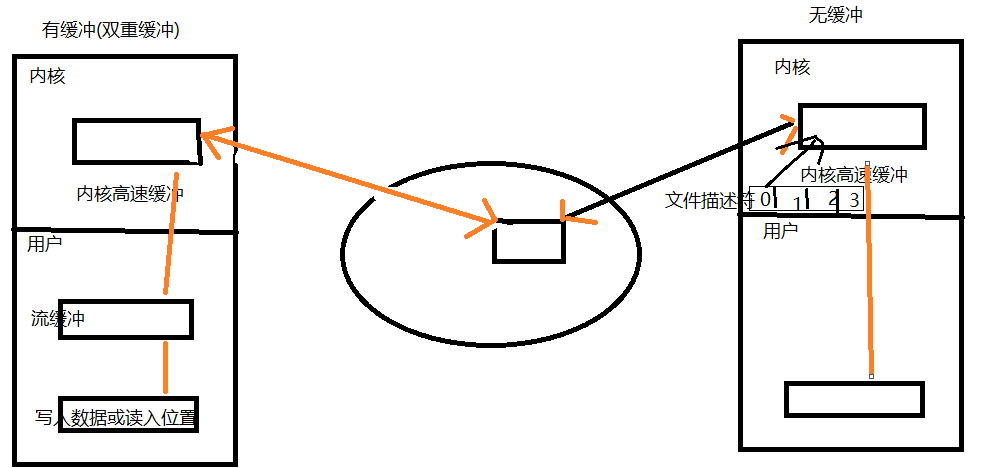 有缓冲(双重缓冲)
内核
内核高速缓冲
用户
流缓冲
写入数据或读入位置
无缓冲
内核
内核高速缓冲
文件描述符 0 1 2 3
用户